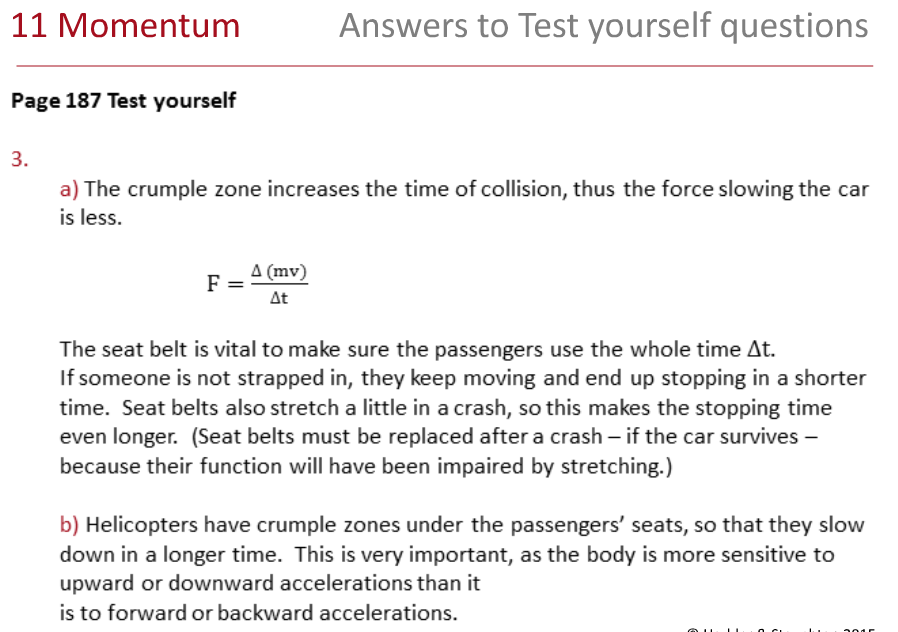 11 Momentum Answers to Test yourself questions
Page 187 Test yourself
3.
a) The crumple zone increases the time of collision, thus the force slowing the car
is less.
F = Δ (mv) / Δt
The seat belt is vital to make sure the passengers use the whole time Δt.
If someone is not strapped in, they keep moving and end up stopping in a shorter
time. Seat belts also stretch a little in a crash, so this makes the stopping time
even longer. (Seat belts must be replaced after a crash – if the car survives –
because their function will have been impaired by stretching.)
b) Helicopters have crumple zones under the passengers’ seats, so that they slow
down in a longer time. This is very important, as the body is more sensitive to
upward or downward accelerations than it
is to forward or backward accelerations.